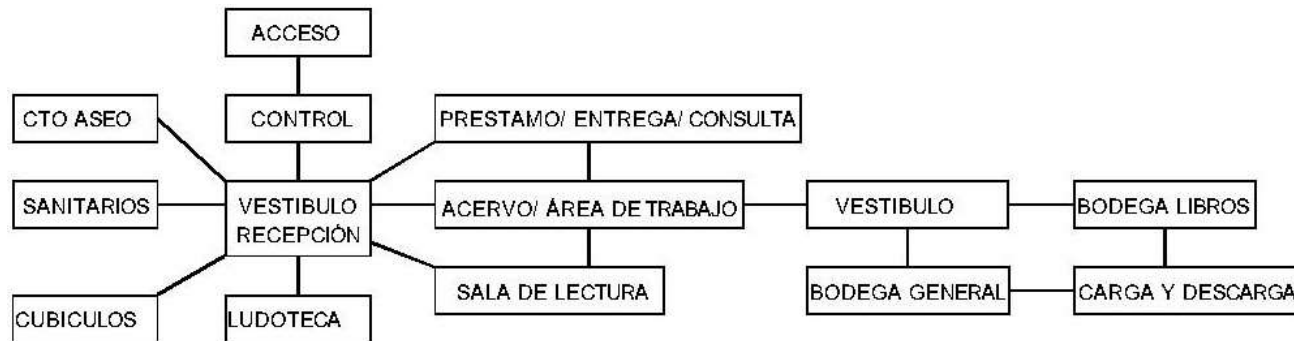 ACCESO
CTO ASEO
CONTROL
PRESTAMO/ ENTREGA/ CONSULTA
SANITARIOS
VESTIBULO
RECEPCIÓN
ACERVO/ ÁREA DE TRABAJO
VESTIBULO
BODEGA LIBROS
CUBICULOS
LUDOTECA
SALA DE LECTURA
BODEGA GENERAL
CARGA Y DESCARGA